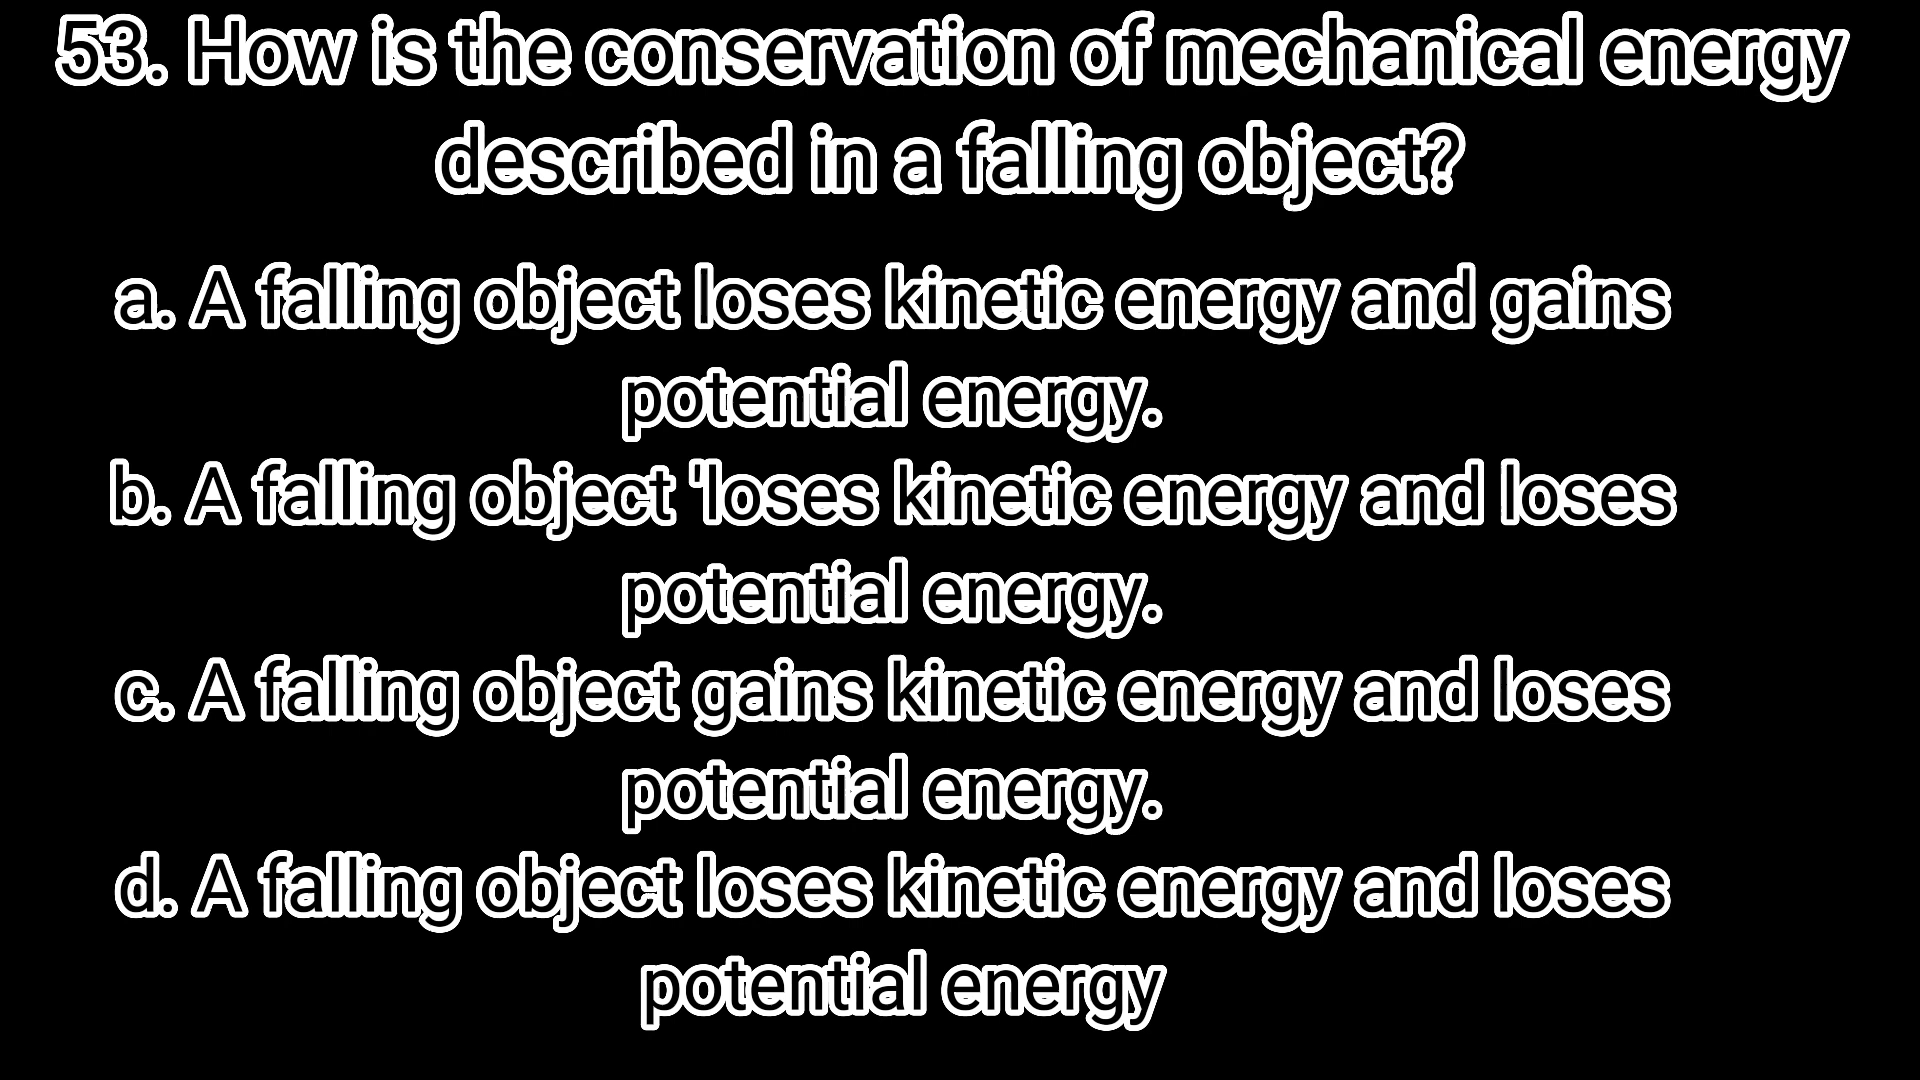 53. How is the conservation of mechanical energy
described in a falling object?
a. A falling object loses kinetic energy and gains
potential energy.
b. A falling object 'loses kinetic energy and loses
potential energy.
c. A falling object gains kinetic energy and loses
potential energy.
d. A falling object loses kinetic energy and loses
potential energy